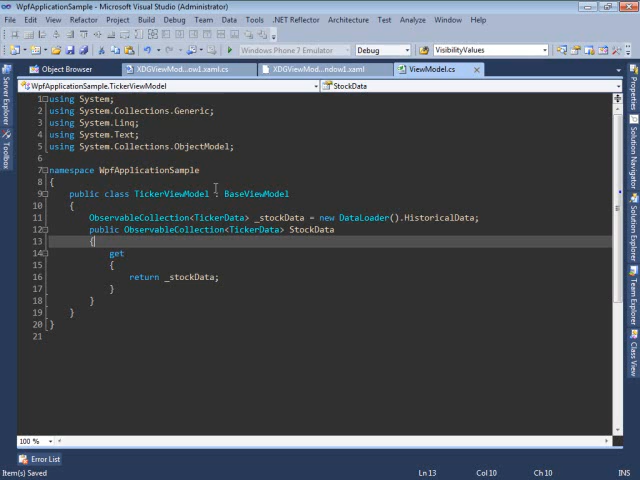 WpfApplicationSample - Microsoft Visual Studio (Administrator)
File Edit View Refactor Project Build Debug Team Data Tools .NET Reflector Architecture Test Analyze Window Help
Windows Phone 7 Emulator Debug VisibilityValues
Object Browser XDGViewMod...ow1.xaml.cs XDGViewMod...ndow1.xaml ViewModel.cs
WpfApplicationSample.TickerViewModel StockData
1 using System;
2 using System.Collections.Generic;
3 using System.Linq;
4 using System.Text;
5 using System.Collections.ObjectModel;
6
7 namespace WpfApplicationSample
8 {
9 public class TickerViewModel : BaseViewModel
10 {
11 ObservableCollection<TickerData> _stockData = new DataLoader().HistoricalData;
12 public ObservableCollection<TickerData> StockData
13 {
14 get
15 {
16 return _stockData;
17 }
18 }
19 }
20 }
21
100 %
Error List
Item(s) Saved Ln 13 Col 10 Ch 10 INS
Server Explorer
Toolbox
Properties
Solution Navigator
Solution Explorer
Team Explorer
Class View